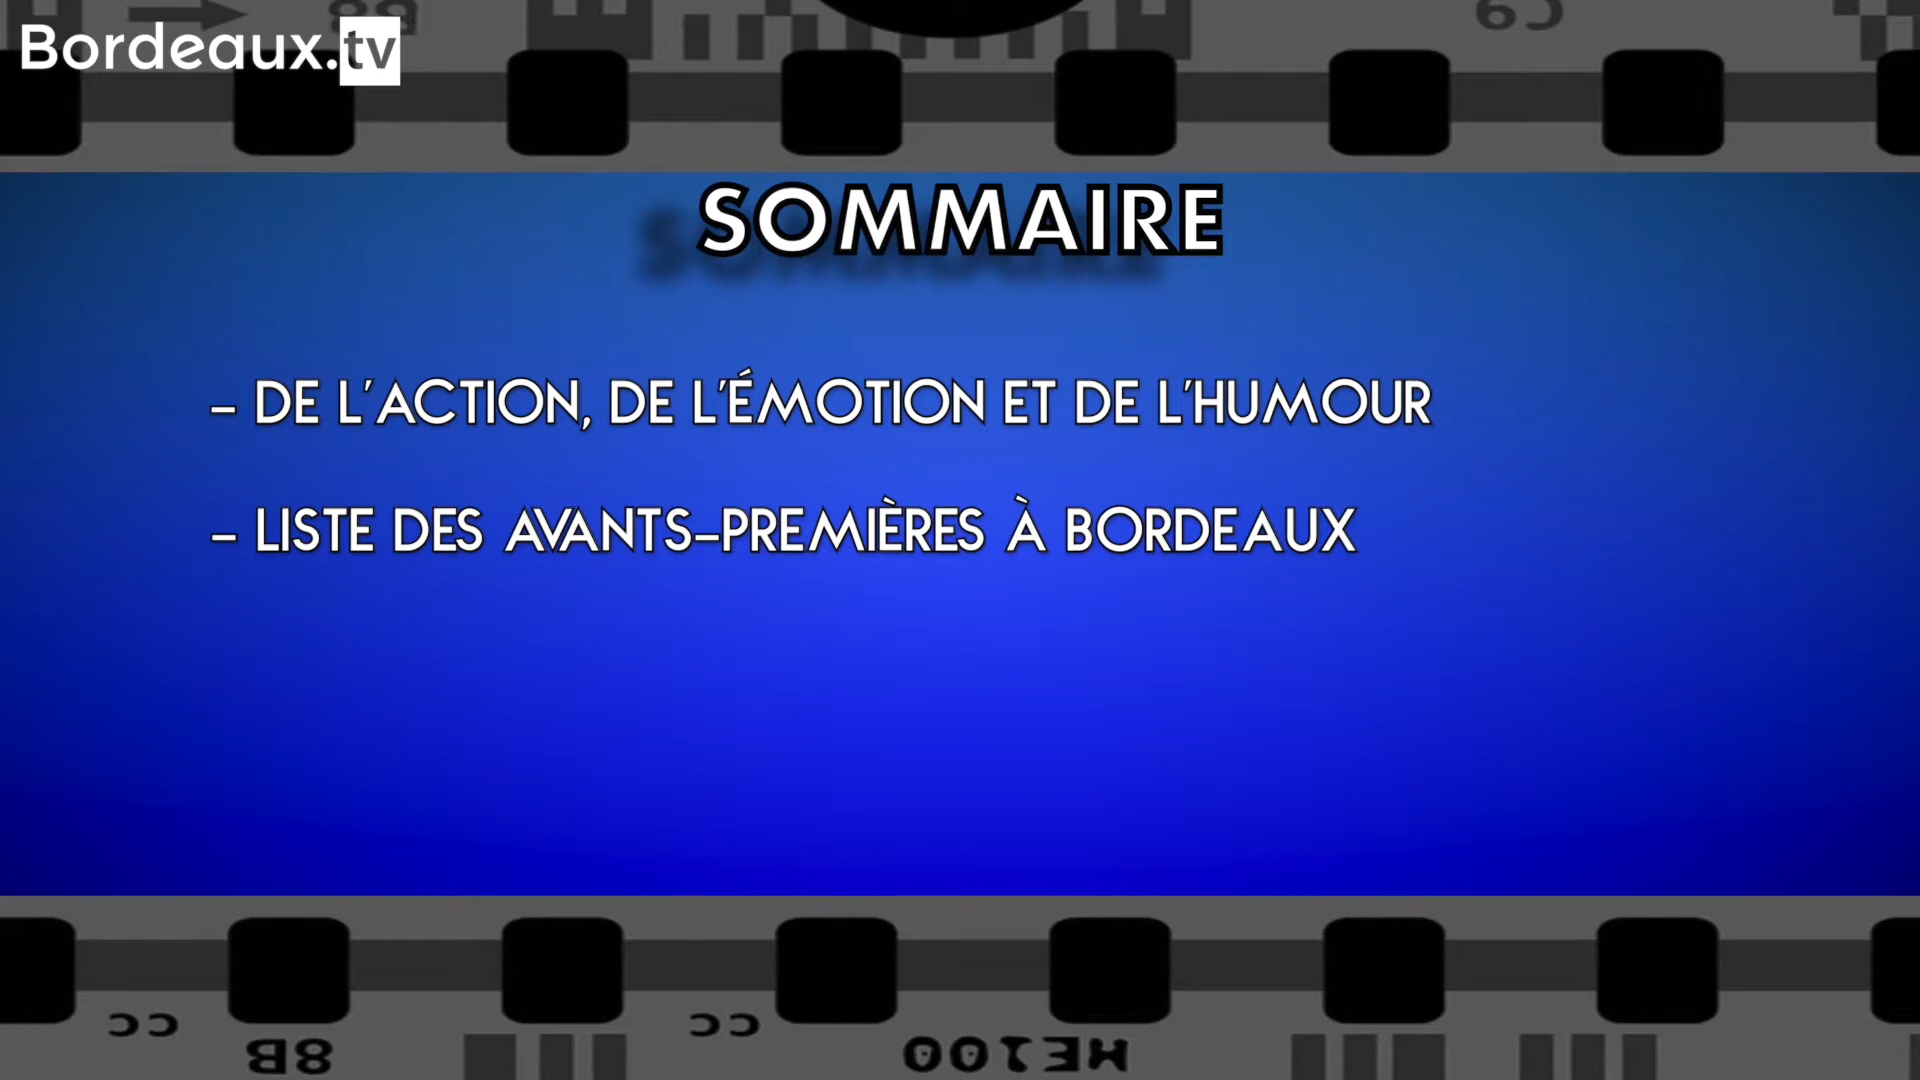 Bordeaux.tv
SOMMAIRE
- DE L'ACTION, DE L'ÉMOTION ET DE L'HUMOUR
- LISTE DES AVANTS-PREMIÈRES À BORDEAUX